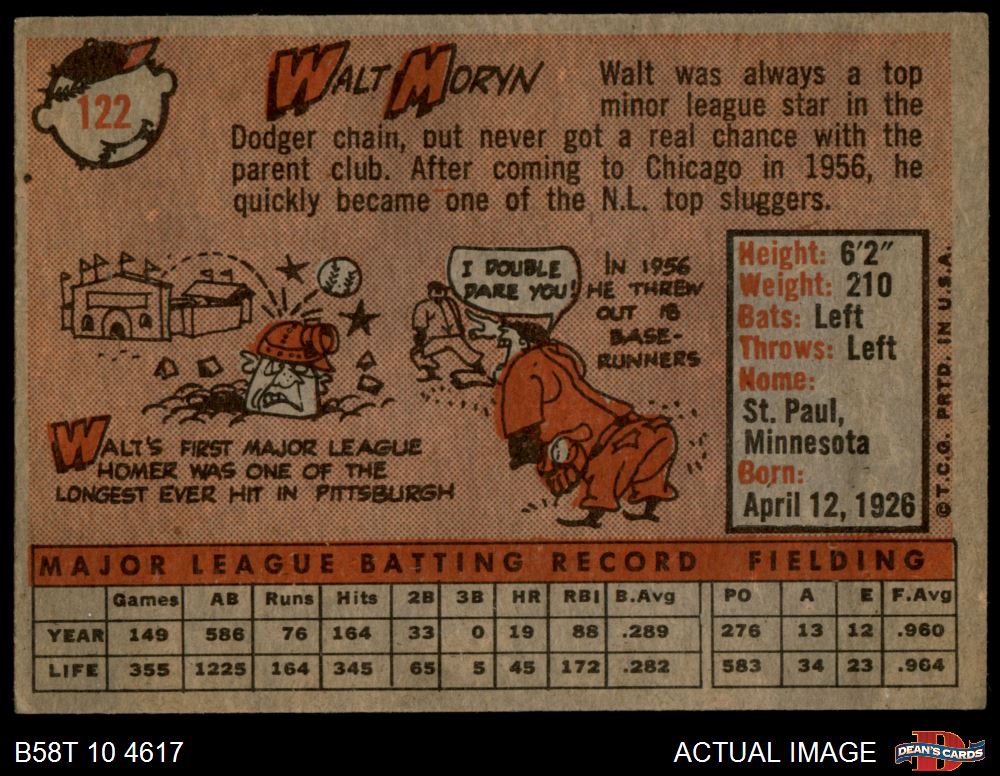 122
WALT MORYN
Walt was always a top
minor league star in the
Dodger chain, but never got a real chance with the
parent club. After coming to Chicago in 1956, he
quickly became one of the N.L. top sluggers.
I DOUBLE
DARE YOU!
IN 1956
HE THREW
OUT 18
BASE-
RUNNERS
WALT'S FIRST MAJOR LEAGUE
HOMER WAS ONE OF THE
LONGEST EVER HIT IN PITTSBURGH
Height: 6'2"
Weight: 210
Bats: Left
Throws: Left
Home:
St. Paul,
Minnesota
Born:
April 12, 1926
© T.C.G. PRTD. IN U.S.A.
MAJOR LEAGUE BATTING RECORD FIELDING
Games AB Runs Hits 2B 3B HR RBI B.Avg PO A E F.Avg
YEAR 149 586 76 164 33 0 19 88 .289 276 13 12 .960
LIFE 355 1225 164 345 65 5 45 172 .282 583 34 23 .964
B58T 10 4617
ACTUAL IMAGE
DEAN'S CARDS